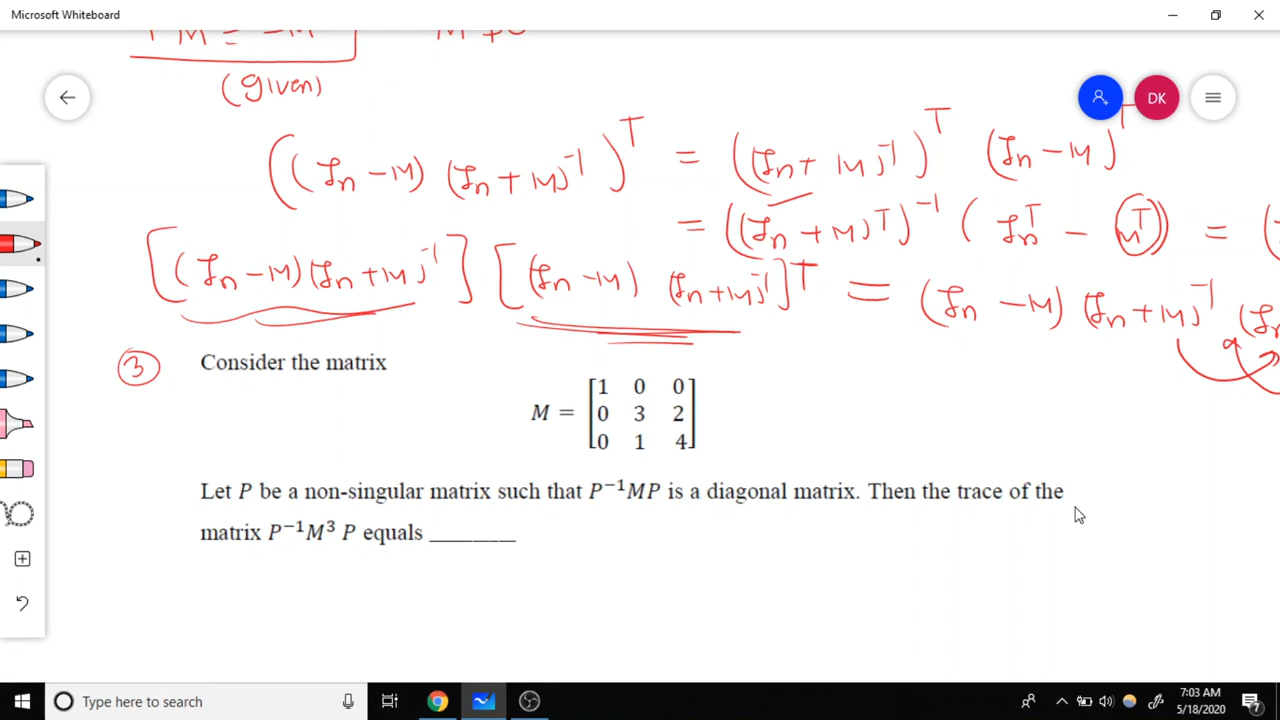 Microsoft Whiteboard
(given)
DK
((In - M) (In + M)^-1)^T = ((In + M)^-1)^T (In - M)^T
= ((In + M)^T)^-1 (In^T - M^T) =
[(In - M)(In + M)^-1] [(In - M) (In + M)^-1]^T = (In - M) (In + M)^-1
3 Consider the matrix
M = [1 0 0
0 3 2
0 1 4]
Let P be a non-singular matrix such that P⁻¹MP is a diagonal matrix. Then the trace of the
matrix P⁻¹M³ P equals ________
Type here to search
7:03 AM
5/18/2020
7